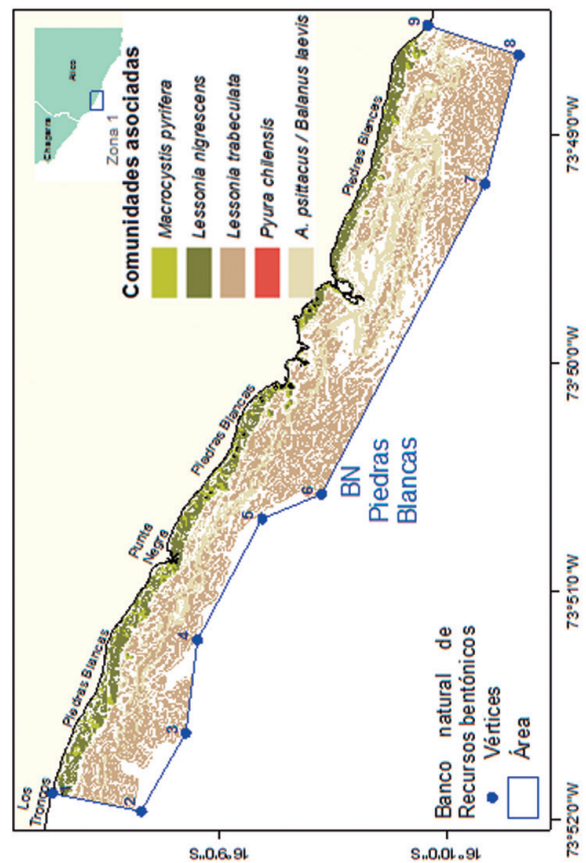 Chaparra
Atico
Zona 1
Comunidades asociadas
Macrocystis pyrifera
Lessonia nigrescens
Lessonia trabeculata
Pyura chilensis
A. psittacus / Balanus laevis
Los
Troncos
Piedras Blancas
Punta
Negra
Piedras Blancas
Piedras Blancas
1
2
3
4
5
6
7
8
9
BN
Piedras
Blancas
Banco natural de
Recursos bentónicos
Vértices
Área
73°52'0"W
73°51'0"W
73°50'0"W
73°49'0"W
16°9'0"S
16°10'0"S